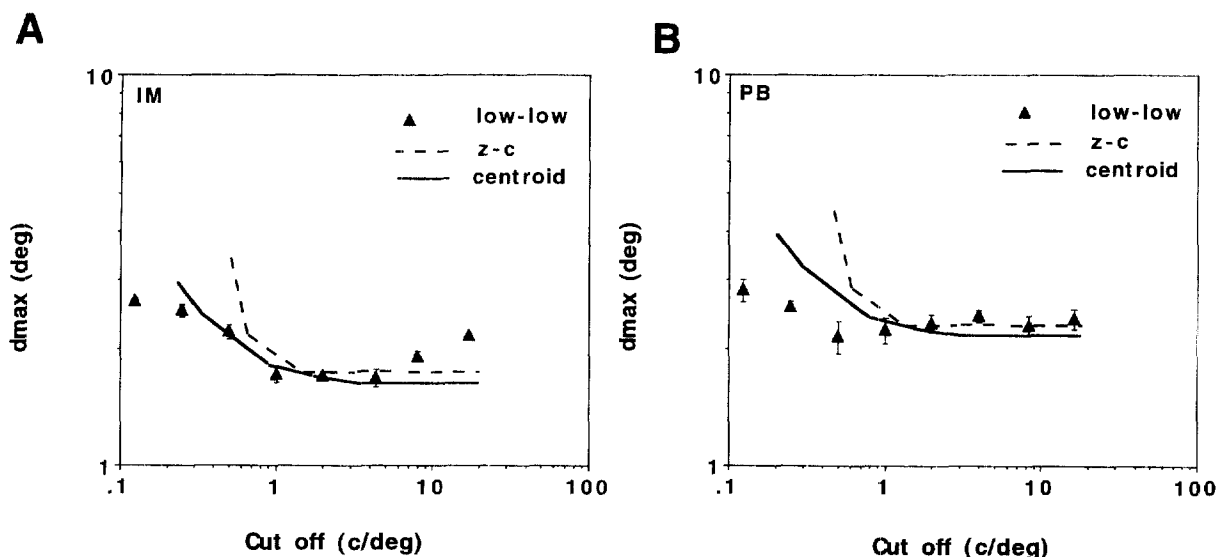 A
10
IM
low-low
z-c
centroid
dmax (deg)
1
.1
1
10
100
Cut off (c/deg)
B
10
PB
low-low
z-c
centroid
dmax (deg)
1
.1
1
10
100
Cut off (c/deg)